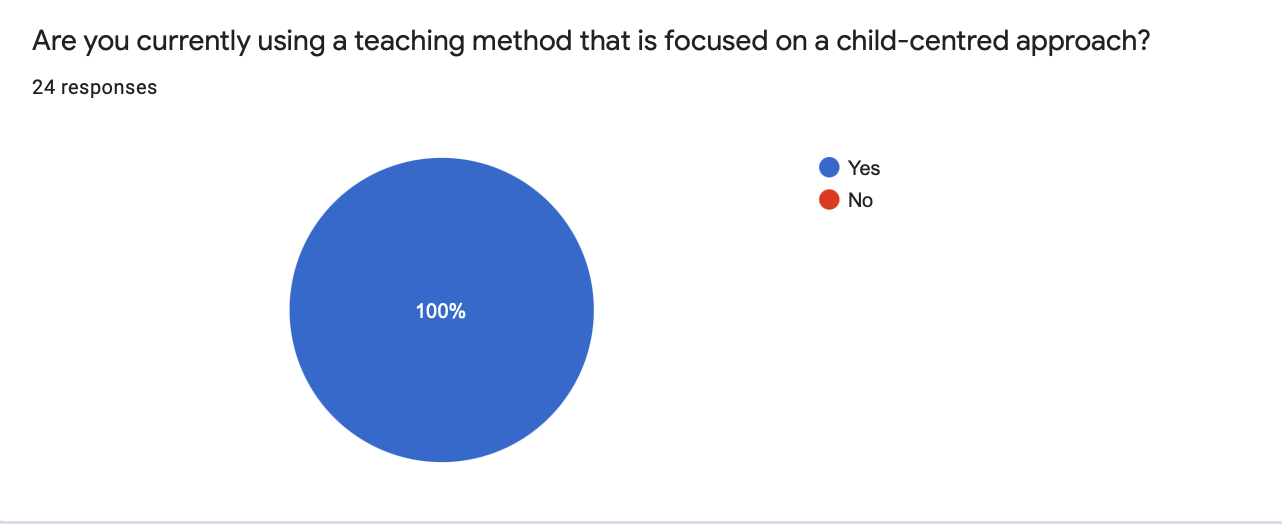 Are you currently using a teaching method that is focused on a child-centred approach?
24 responses
Yes
No
100%